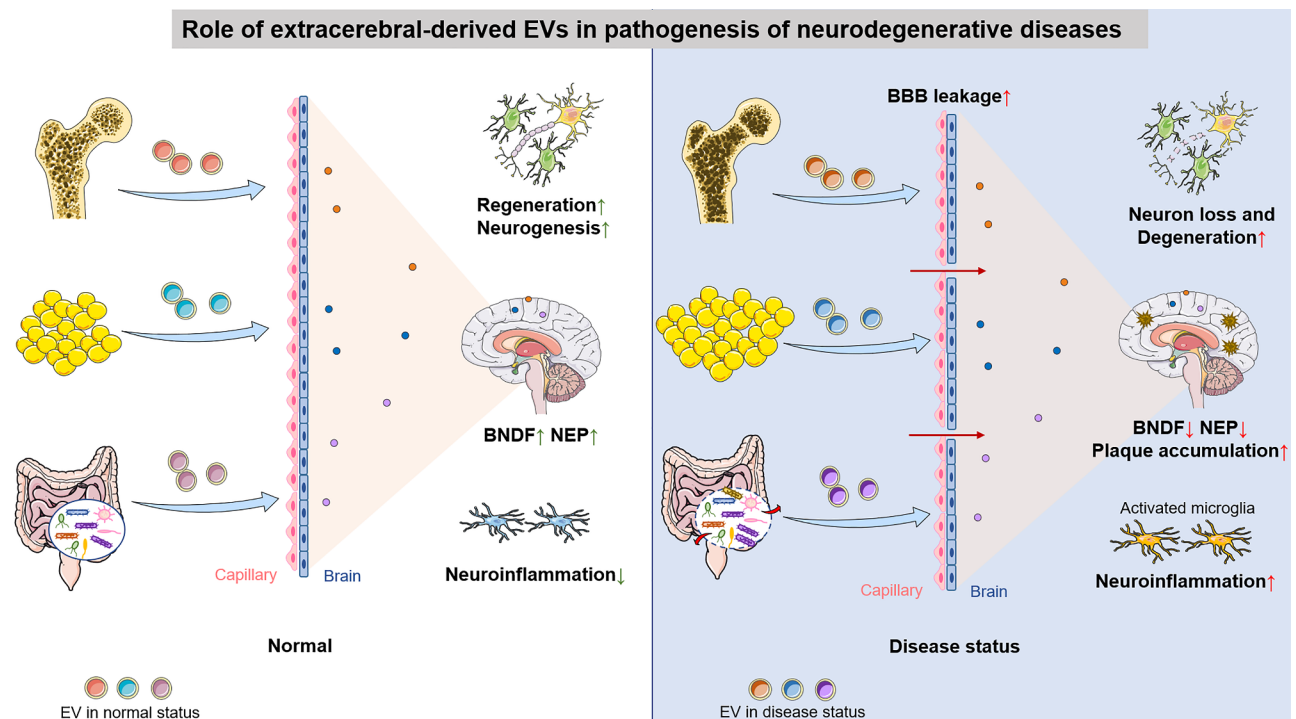 Role of extracerebral-derived EVs in pathogenesis of neurodegenerative diseases
Regeneration↑
Neurogenesis↑
BNDF↑ NEP↑
Neuroinflammation↓
Capillary
Brain
Normal
EV in normal status
BBB leakage↑
Neuron loss and
Degeneration↑
BNDF↓ NEP↓
Plaque accumulation↑
Activated microglia
Neuroinflammation↑
Capillary
Brain
Disease status
EV in disease status